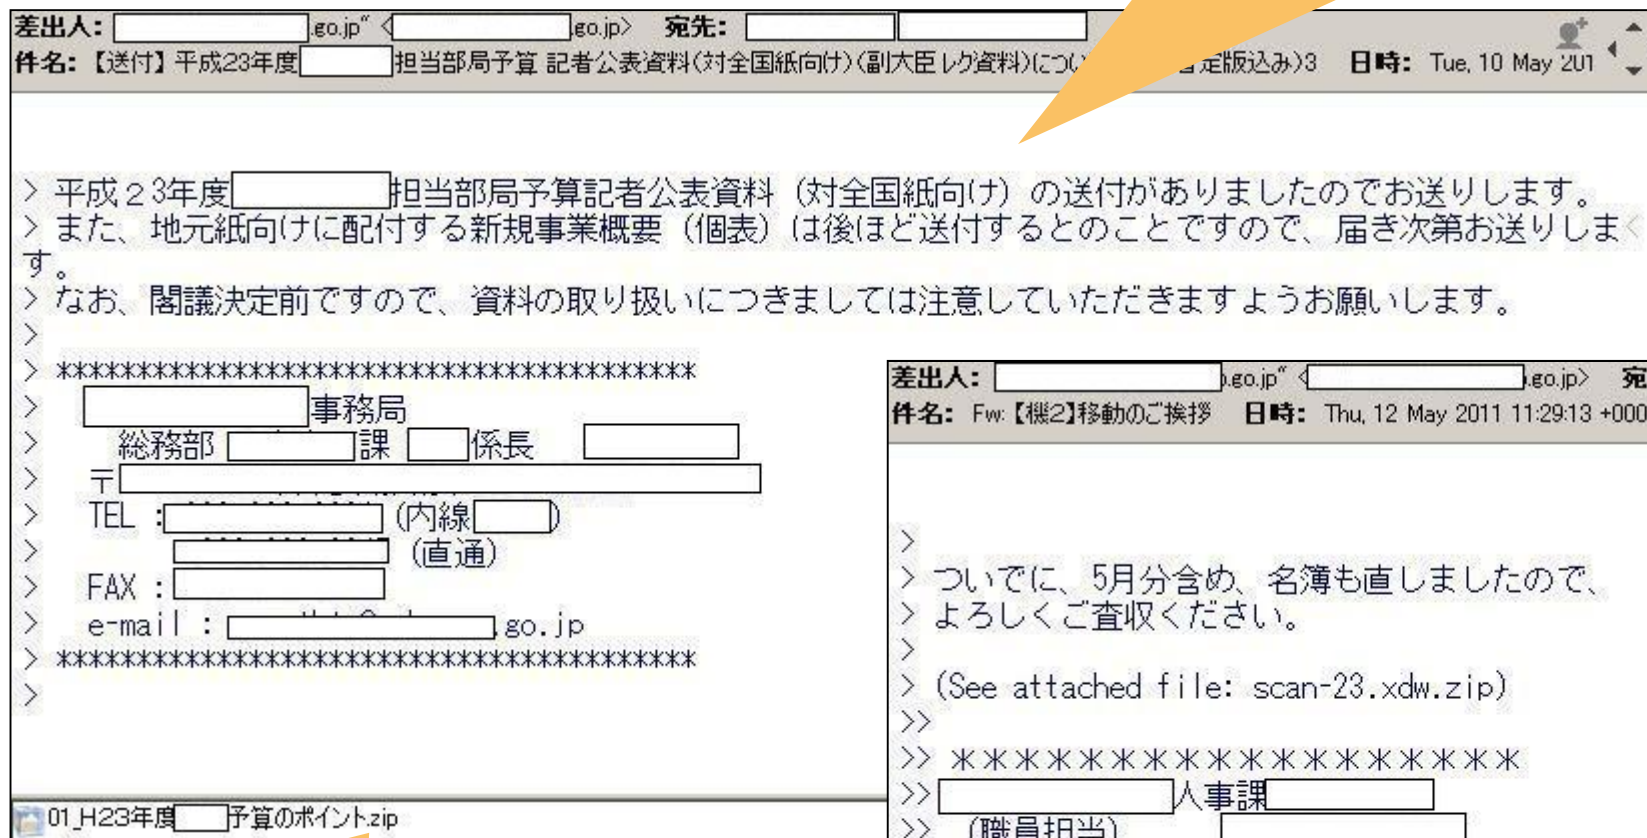 差出人: .go.jp" < .go.jp> 宛先:
件名: 【送付】平成23年度 担当部局予算 記者公表資料(対全国紙向け)(副大臣レク資料)につい 定版込み)3 日時: Tue, 10 May 201
> 平成23年度 担当部局予算記者公表資料（対全国紙向け）の送付がありましたのでお送りします。
> また、地元紙向けに配付する新規事業概要（個表）は後ほど送付するとのことですので、届き次第お送りしま
す。
> なお、閣議決定前ですので、資料の取り扱いにつきましては注意していただきますようお願いします。
>
> ****************************************
> 事務局
> 総務部 課 係長
> 〒
> TEL : (内線 )
> (直通)
> FAX :
> e-mail : .go.jp
> ****************************************
>
01_H23年度 予算のポイント.zip
差出人: .go.jp" < .go.jp> 宛
件名: Fw:【機2】移動のご挨拶 日時: Thu, 12 May 2011 11:29:13 +000
>
> ついでに、5月分含め、名簿も直しましたので、
> よろしくご査収ください。
>
> (See attached file: scan-23.xdw.zip)
>>
>> ＊＊＊＊＊＊＊＊＊＊＊＊＊＊＊＊＊＊
>> 人事課
>> (職員担当)